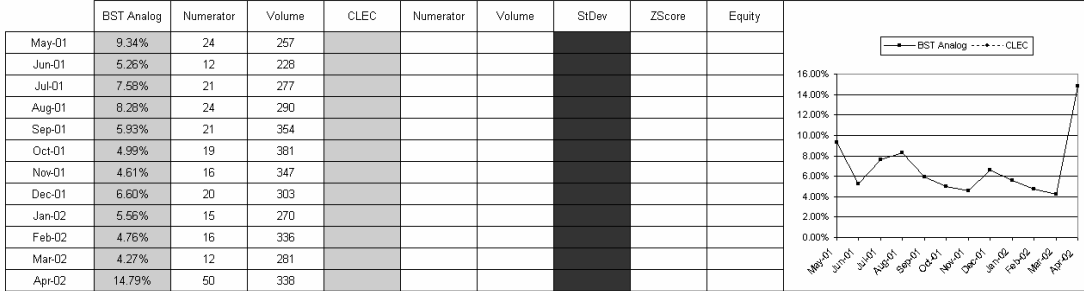 BST Analog Numerator Volume CLEC Numerator Volume StDev ZScore Equity
May-01 9.34% 24 257
Jun-01 5.26% 12 228
Jul-01 7.58% 21 277
Aug-01 8.28% 24 290
Sep-01 5.93% 21 354
Oct-01 4.99% 19 381
Nov-01 4.61% 16 347
Dec-01 6.60% 20 303
Jan-02 5.56% 15 270
Feb-02 4.76% 16 336
Mar-02 4.27% 12 281
Apr-02 14.79% 50 338
BST Analog CLEC
16.00%
14.00%
12.00%
10.00%
8.00%
6.00%
4.00%
2.00%
0.00%
May-01 Jun-01 Jul-01 Aug-01 Sep-01 Oct-01 Nov-01 Dec-01 Jan-02 Feb-02 Mar-02 Apr-02